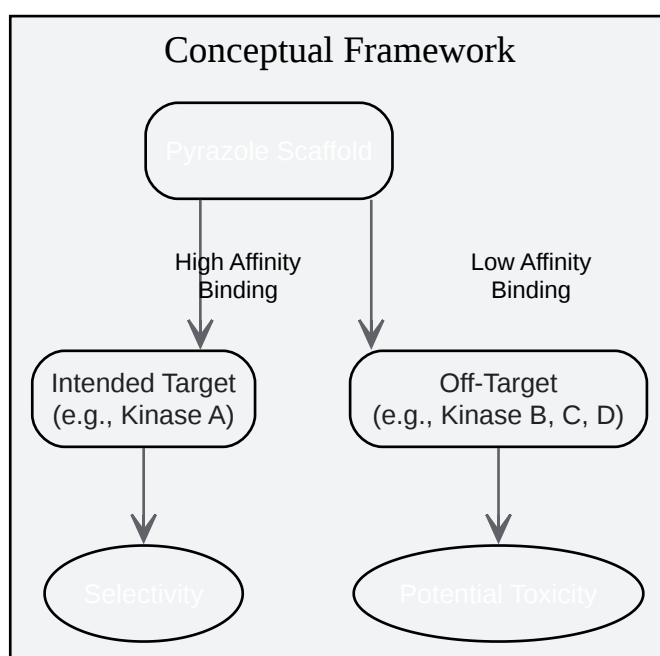 Conceptual Framework
Pyrazole Scaffold
High Affinity
Binding
Low Affinity
Binding
Intended Target
(e.g., Kinase A)
Off-Target
(e.g., Kinase B, C, D)
Selectivity
Potential Toxicity